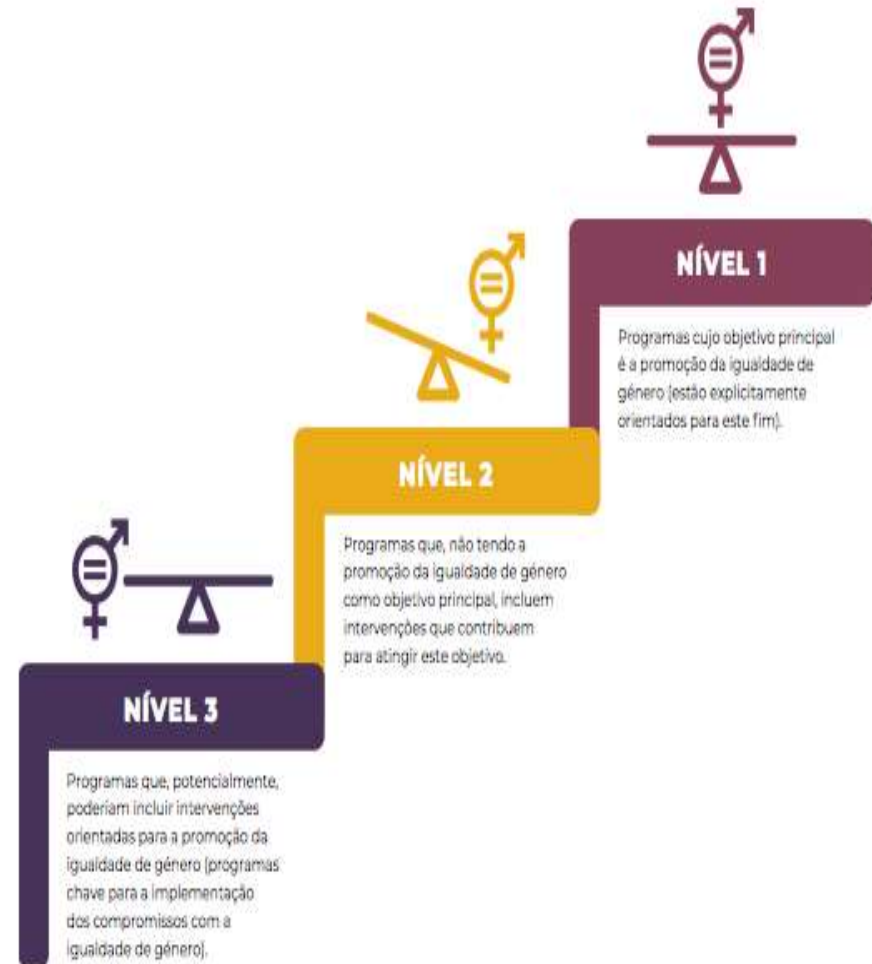 NÍVEL 1
Programas cujo objetivo principal
é a promoção da igualdade de
género (estão explicitamente
orientados para este fim).
NÍVEL 2
Programas que, não tendo a
promoção da igualdade de género
como objetivo principal, incluem
intervenções que contribuem
para atingir este objetivo.
NÍVEL 3
Programas que, potencialmente,
poderiam incluir intervenções
orientadas para a promoção da
igualdade de género (programas
chave para a implementação
dos compromissos com a
igualdade de género).